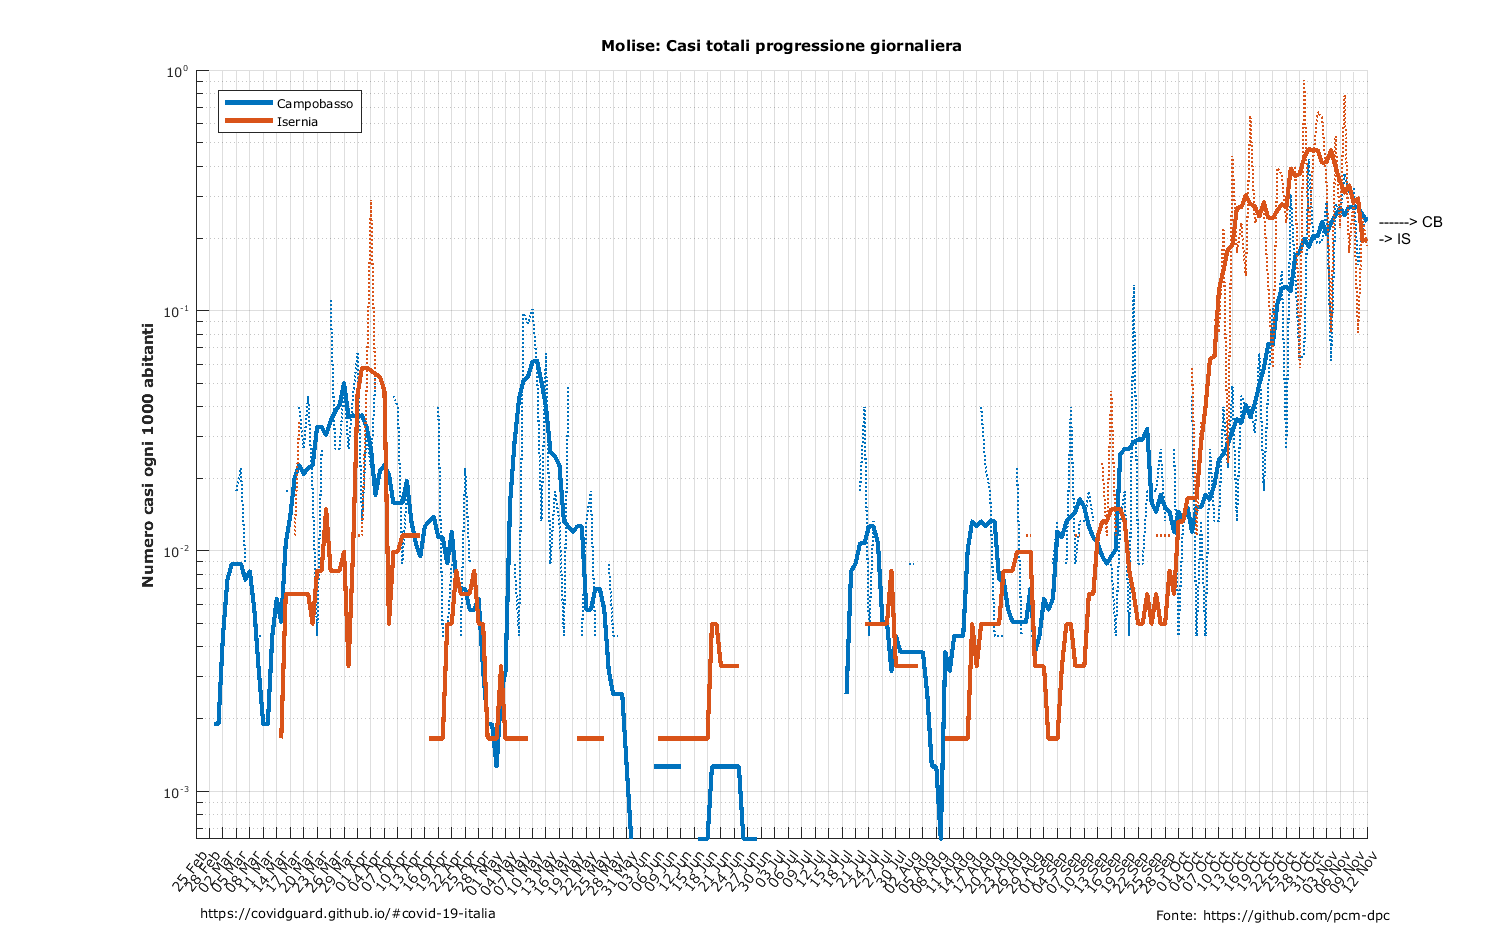 Molise: Casi totali progressione giornaliera
Campobasso
Isernia
Numero casi ogni 1000 abitanti
10^0
10^-1
10^-2
10^-3
------> CB
-> IS
25 Feb
28 Feb
02 Mar
05 Mar
08 Mar
11 Mar
14 Mar
17 Mar
20 Mar
23 Mar
26 Mar
29 Mar
01 Apr
04 Apr
07 Apr
10 Apr
13 Apr
16 Apr
19 Apr
22 Apr
25 Apr
28 Apr
01 May
04 May
07 May
10 May
13 May
16 May
19 May
22 May
25 May
28 May
31 May
03 Jun
06 Jun
09 Jun
12 Jun
15 Jun
18 Jun
21 Jun
24 Jun
27 Jun
30 Jun
03 Jul
06 Jul
09 Jul
12 Jul
15 Jul
18 Jul
21 Jul
24 Jul
27 Jul
30 Jul
02 Aug
05 Aug
08 Aug
11 Aug
14 Aug
17 Aug
20 Aug
23 Aug
26 Aug
29 Aug
01 Sep
04 Sep
07 Sep
10 Sep
13 Sep
16 Sep
19 Sep
22 Sep
25 Sep
28 Sep
01 Oct
04 Oct
07 Oct
10 Oct
13 Oct
16 Oct
19 Oct
22 Oct
25 Oct
28 Oct
31 Oct
03 Nov
06 Nov
09 Nov
12 Nov
https://covidguard.github.io/#covid-19-italia
Fonte: https://github.com/pcm-dpc